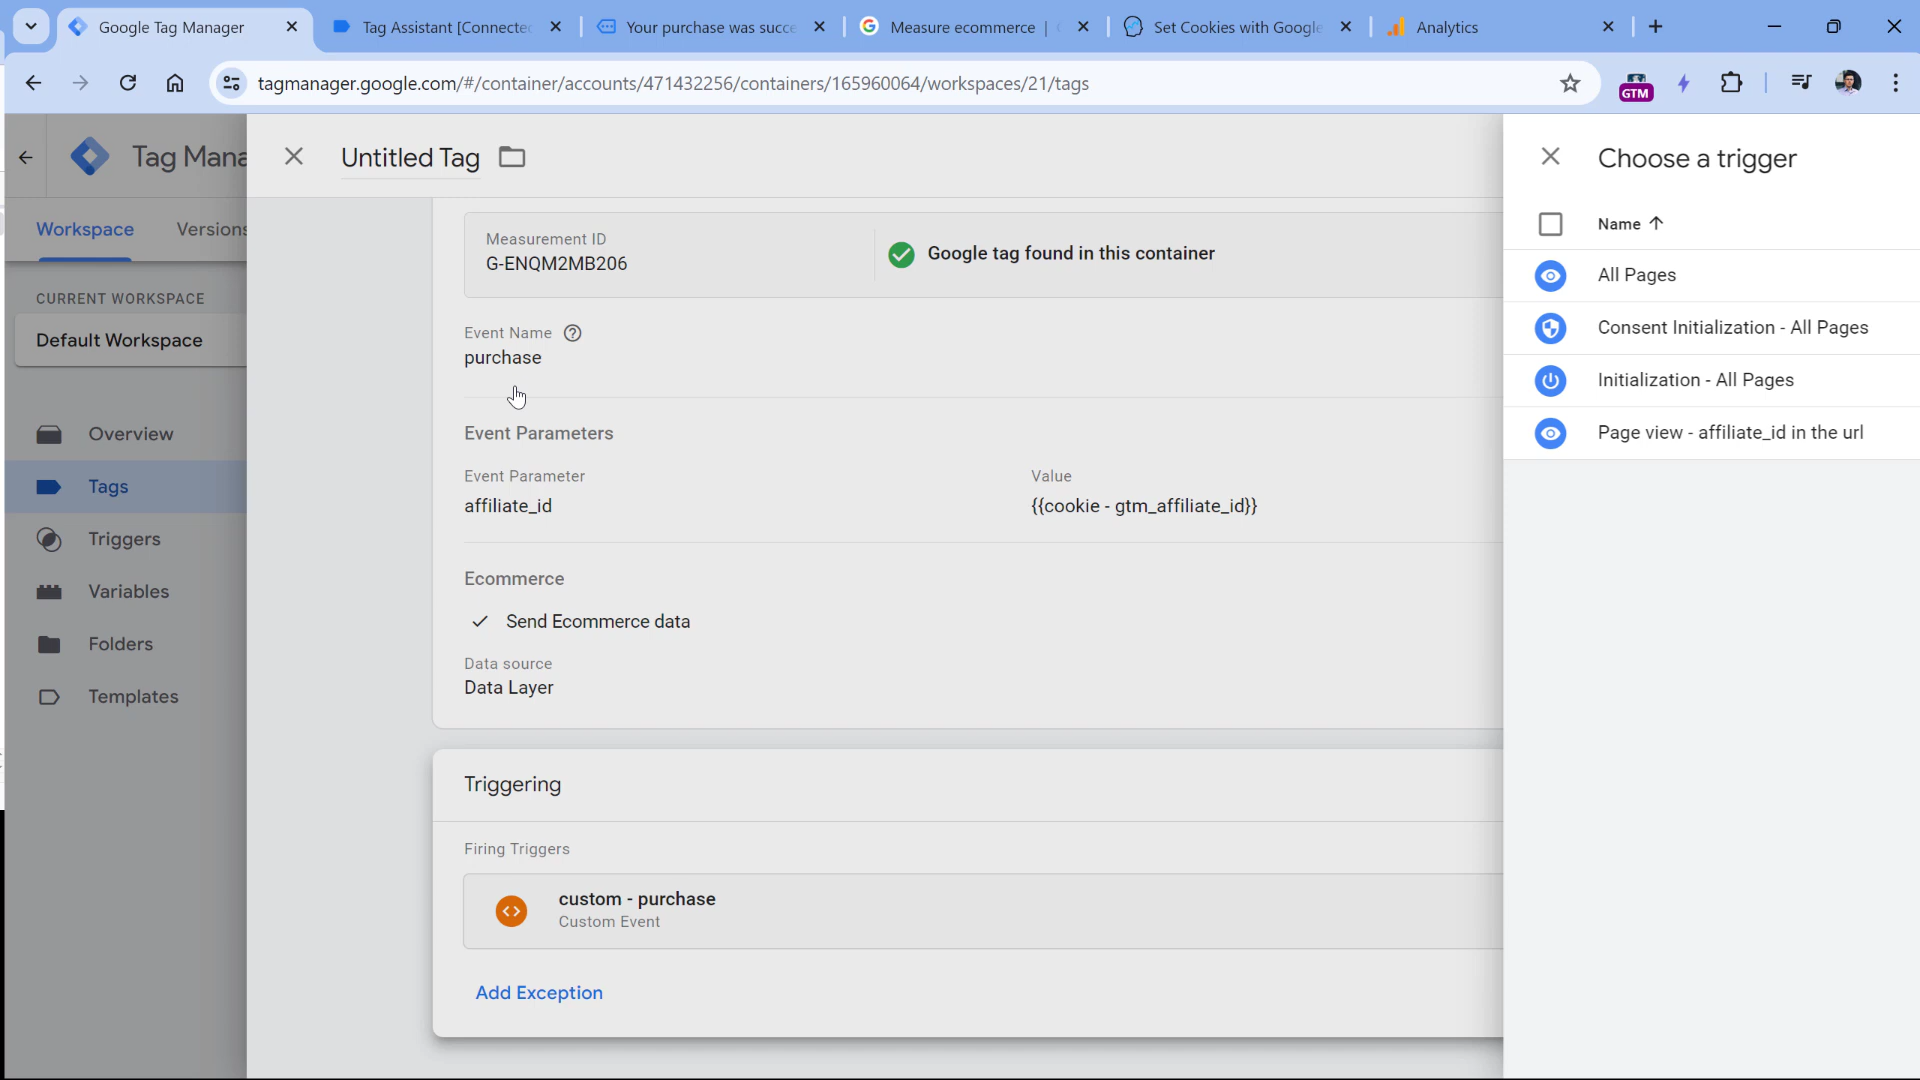 Google Tag Manager
Tag Assistant [Connected
Your purchase was succe
Measure ecommerce |
Set Cookies with Google
Analytics
tagmanager.google.com/#/container/accounts/471432256/containers/165960064/workspaces/21/tags
GTM
Tag Mana
Untitled Tag
Choose a trigger
Workspace
Versions
Name
CURRENT WORKSPACE
Default Workspace
Overview
Tags
Triggers
Variables
Folders
Templates
Measurement ID
G-ENQM2MB206
Google tag found in this container
Event Name
purchase
Event Parameters
Event Parameter
Value
affiliate_id
{{cookie - gtm_affiliate_id}}
Ecommerce
Send Ecommerce data
Data source
Data Layer
Triggering
Firing Triggers
custom - purchase
Custom Event
Add Exception
All Pages
Consent Initialization - All Pages
Initialization - All Pages
Page view - affiliate_id in the url